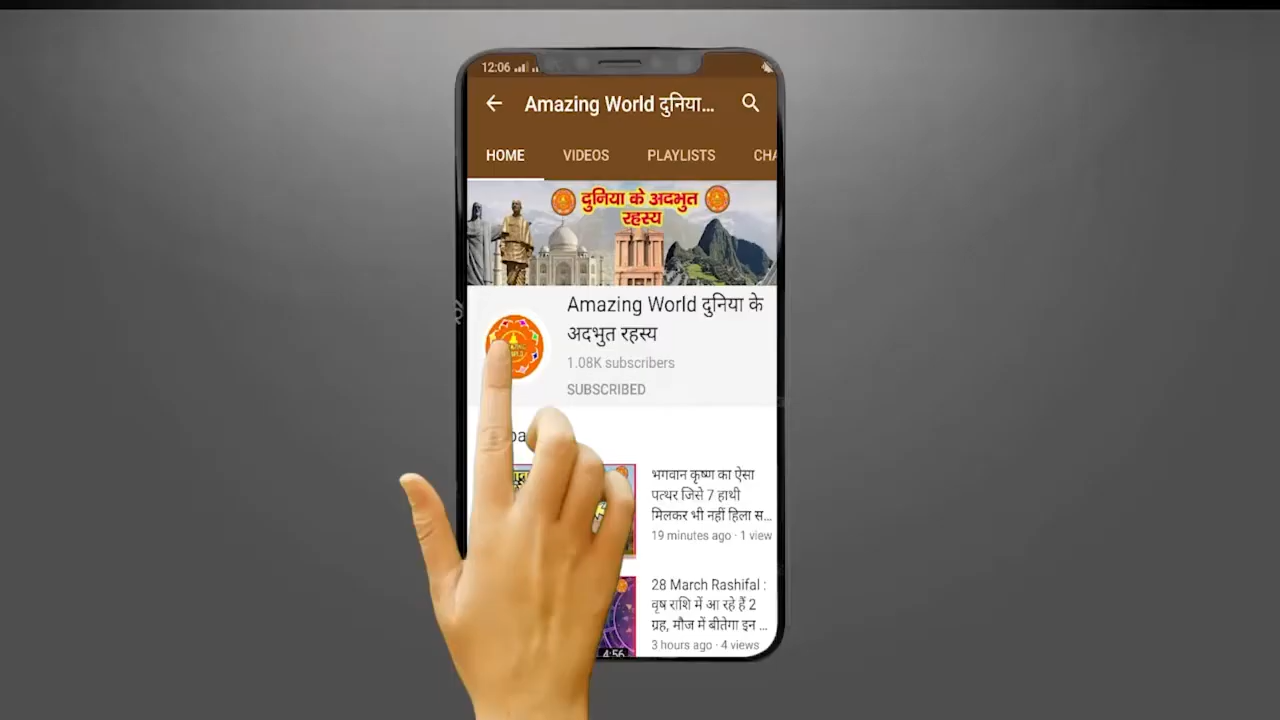 12:06
Amazing World दुनिया...
HOME VIDEOS PLAYLISTS CHA
दुनिया के अदभुत
रहस्य
Amazing World दुनिया के
अदभुत रहस्य
1.08K subscribers
SUBSCRIBED
भगवान कृष्ण का ऐसा
पत्थर जिसे 7 हाथी
मिलकर भी नहीं हिला स...
19 minutes ago · 1 view
28 March Rashifal :
वृष राशि में आ रहे हैं 2
ग्रह, मौज में बीतेगा इन ...
3 hours ago · 4 views
4:56